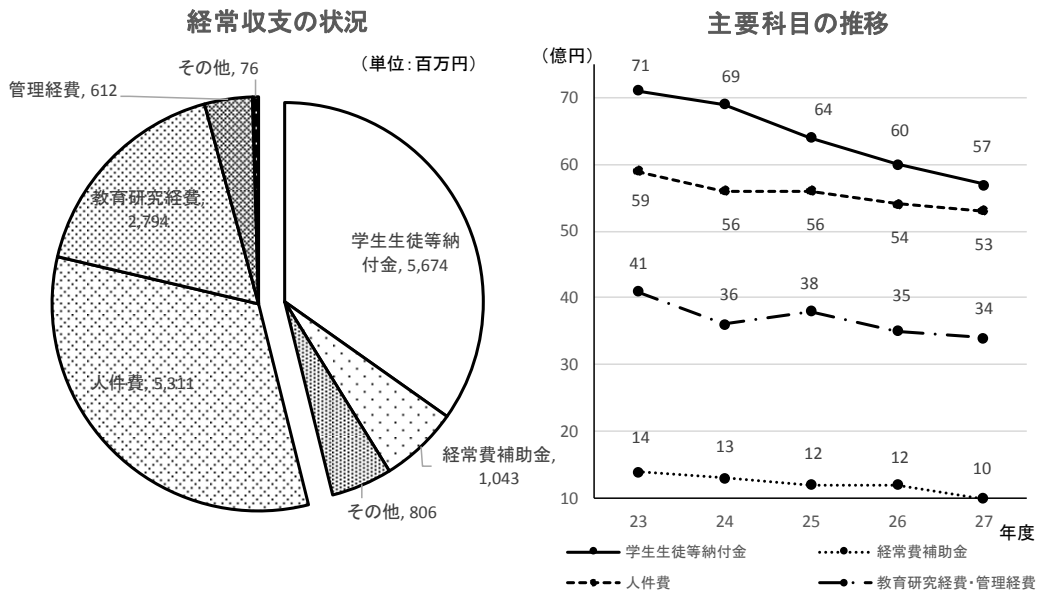 経常収支の状況
（単位：百万円）
その他, 76
管理経費, 612
教育研究経費,
2,794
学生生徒等納
付金, 5,674
人件費, 5,311
経常費補助金,
1,043
その他, 806
主要科目の推移
（億円）
70
60
50
40
30
20
10
71
69
64
60
57
59
56
56
54
53
41
36
38
35
34
14
13
12
12
10
23
24
25
26
27
年度
学生生徒等納付金
経常費補助金
人件費
教育研究経費・管理経費